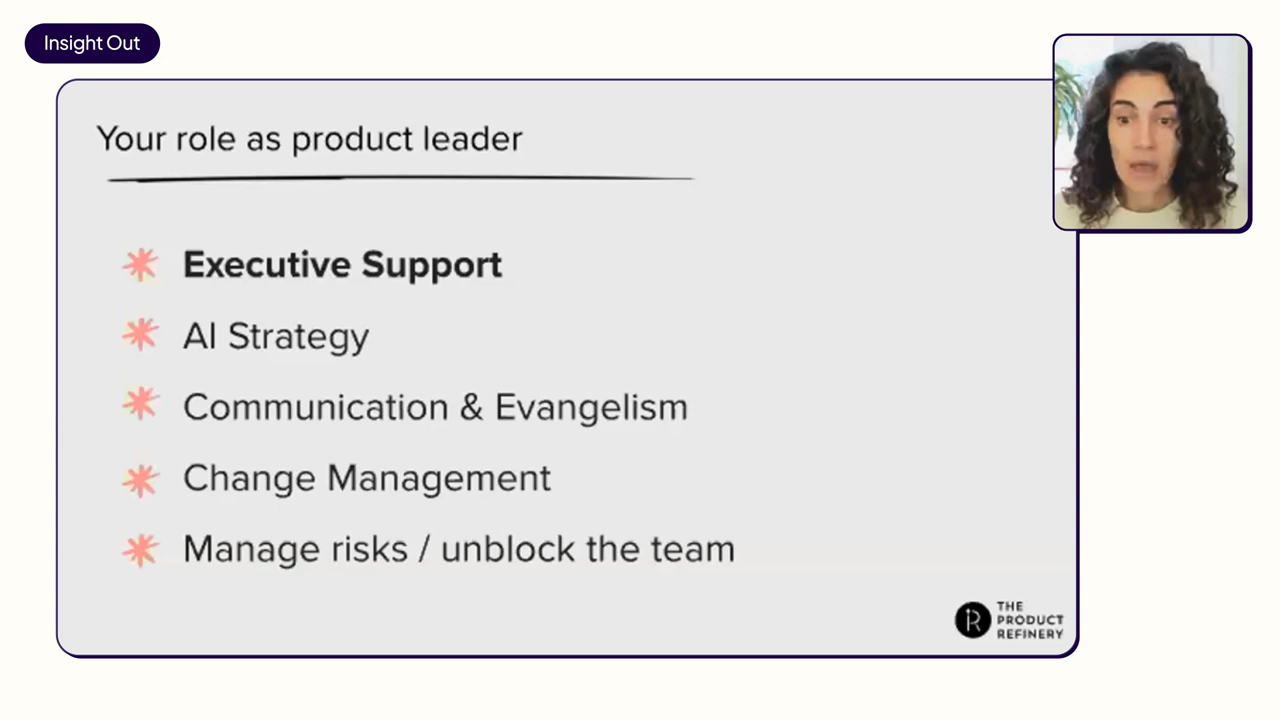 Insight Out
Your role as product leader
Executive Support
AI Strategy
Communication & Evangelism
Change Management
Manage risks / unblock the team
THE
PRODUCT
REFINERY